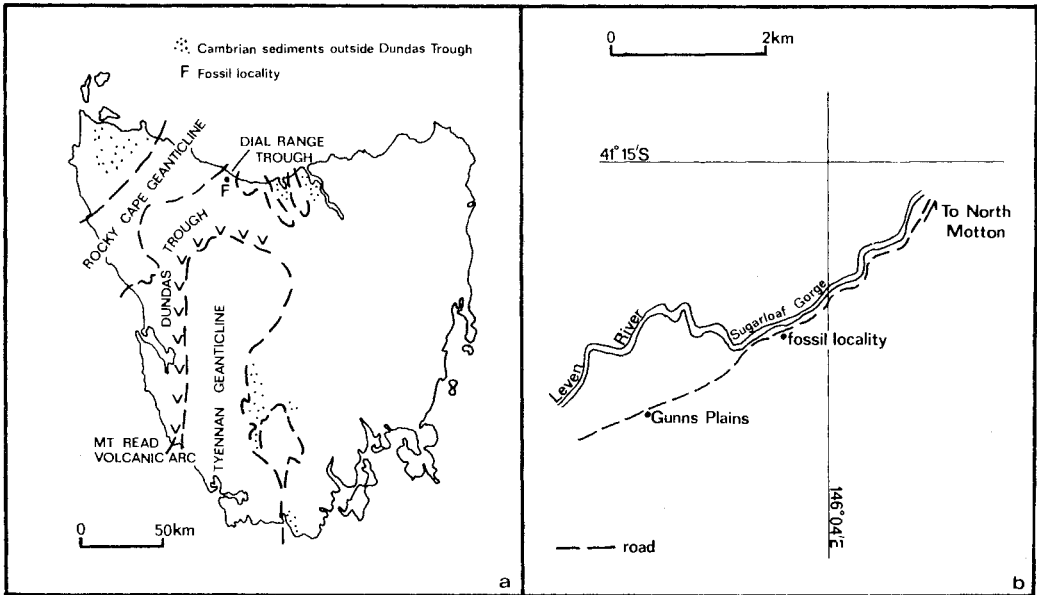 Cambrian sediments outside Dundas Trough
F Fossil locality
DIAL RANGE
TROUGH
F
ROCKY CAPE GEANTICLINE
DUNDAS TROUGH
TYENNAN GEANTICLINE
MT READ
VOLCANIC ARC
0 50km
a
0 2km
41°15'S
To North
Motton
Sugarloaf Gorge
Leven River
fossil locality
Gunns Plains
146°04'E
road
b